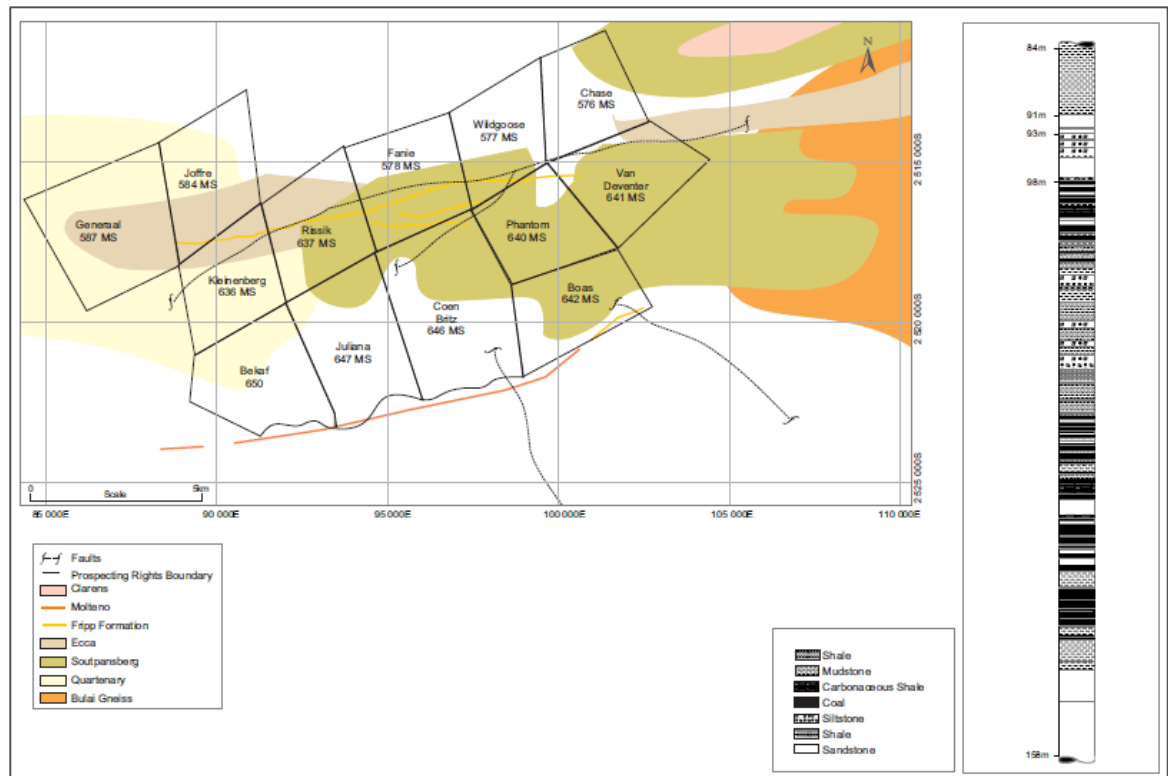 N
Chase
576 MS
Wildgoose
577 MS
Fanie
578 MS
Joffre
584 MS
Van
Deventer
641 MS
Generaal
587 MS
Rissik
637 MS
Phantom
640 MS
Kleinenberg
636 MS
Boas
642 MS
Coen
Britz
646 MS
Juliana
647 MS
Bekaf
650
2 515 000S
2 520 000S
2 525 000S
0
Scale
5km
85 000E
90 000E
95 000E
100 000E
105 000E
110 000E
Faults
Prospecting Rights Boundary
Clarens
Molteno
Fripp Formation
Ecca
Soutpansberg
Quartenary
Bulai Gneiss
Shale
Mudstone
Carbonaceous Shale
Coal
Siltstone
Shale
Sandstone
84m
91m
93m
98m
158m